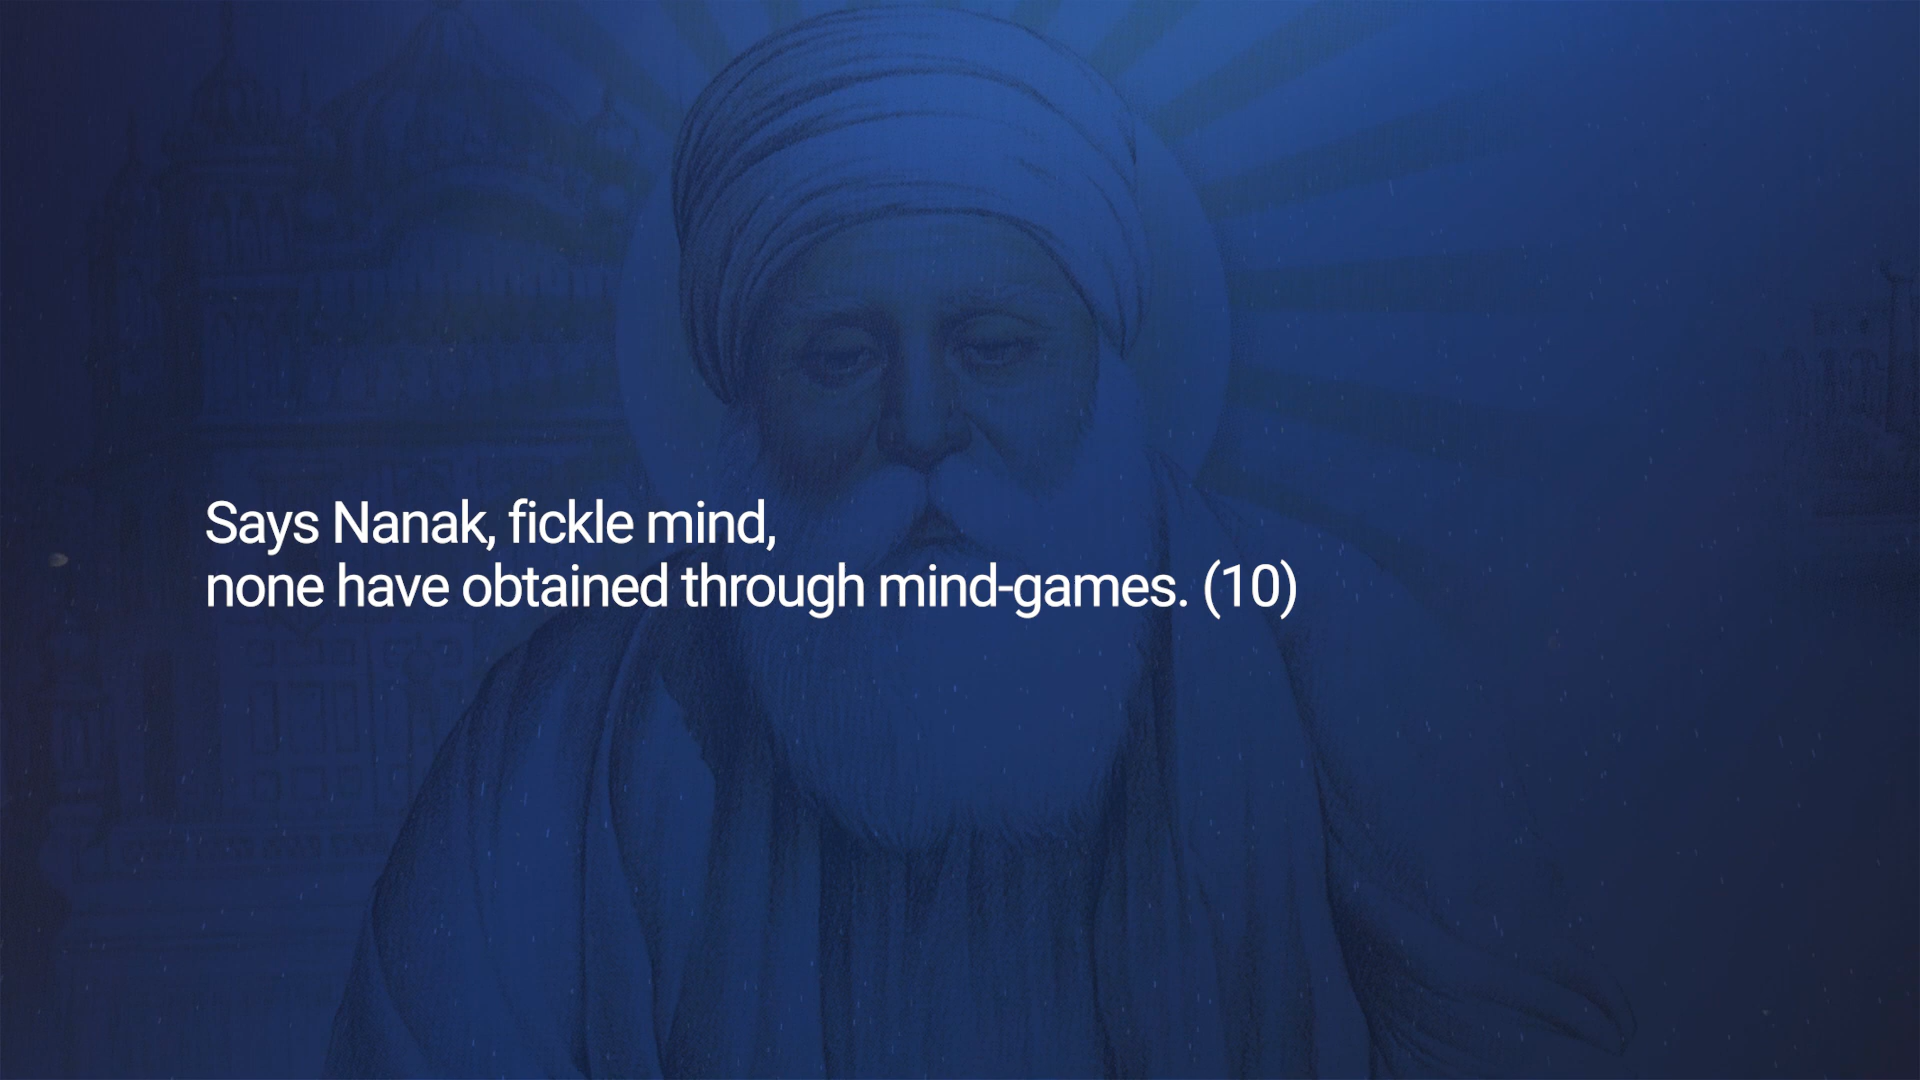 Says Nanak, fickle mind,
none have obtained through mind-games. (10)